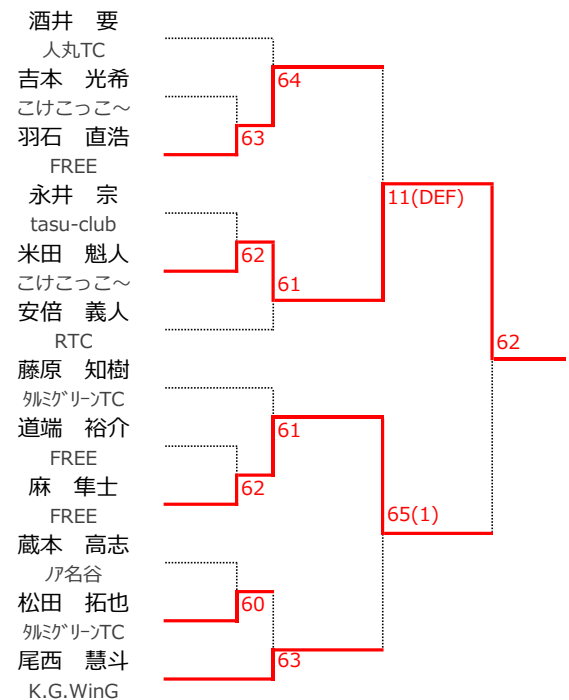 酒井　要
人丸TC
吉本　光希
こけこっこ～
羽石　直浩
FREE
永井　宗
tasu-club
米田　魁人
こけこっこ～
安倍　義人
RTC
藤原　知樹
ﾀﾙﾐｸﾞﾘｰﾝTC
道端　裕介
FREE
麻　隼士
FREE
蔵本　高志
ﾉｱ名谷
松田　拓也
ﾀﾙﾐｸﾞﾘｰﾝTC
尾西　慧斗
K.G.WinG
64
63
11(DEF)
62
61
62
61
62
65(1)
60
63